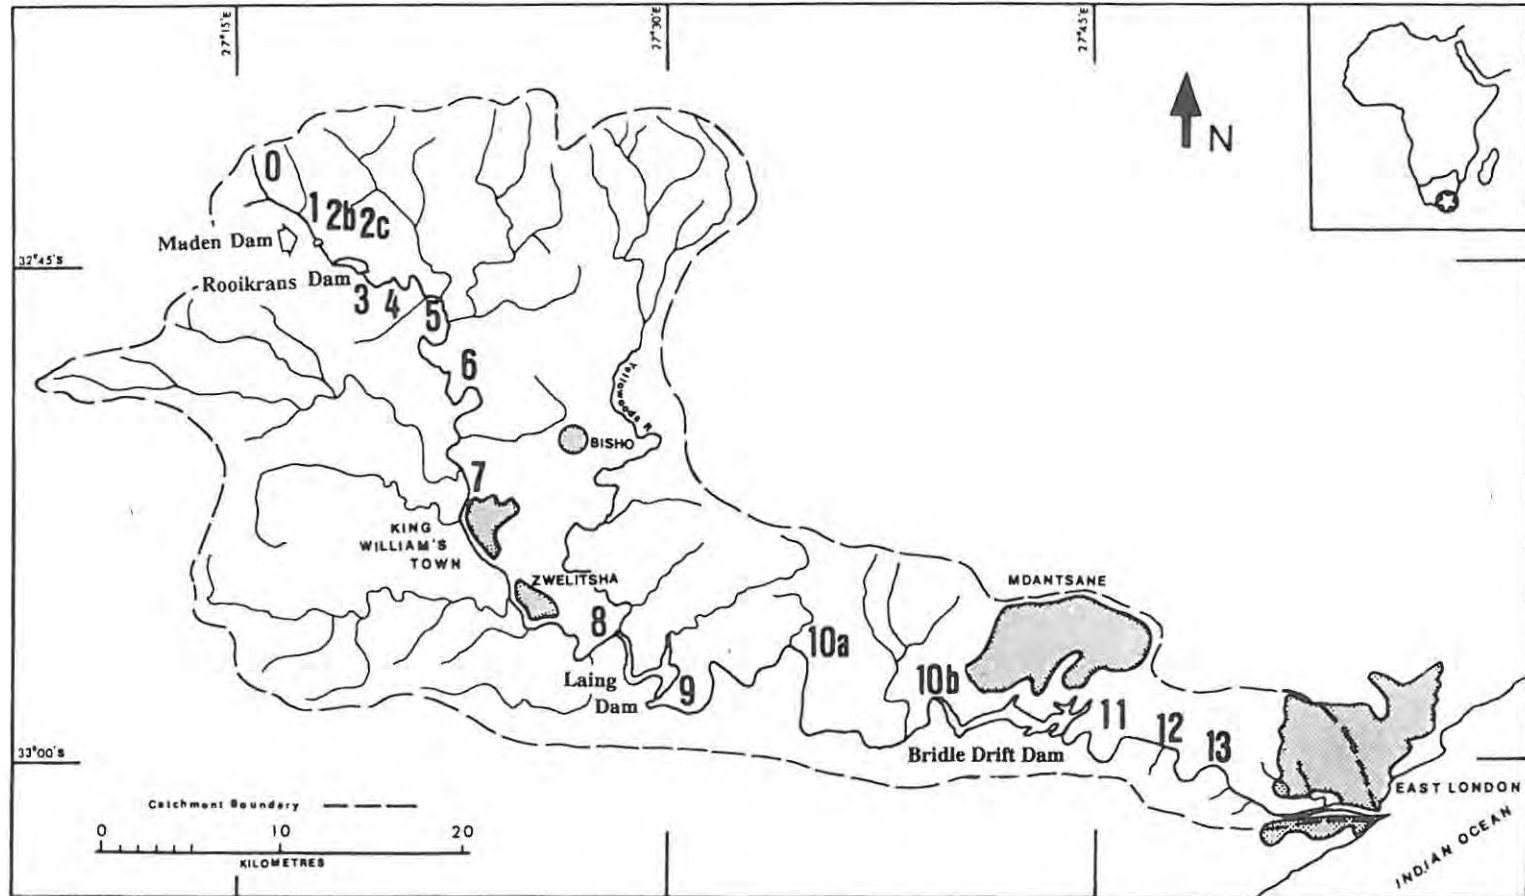 27°15'E
27°30'E
27°45'E
N
0
1 2b 2c
Maden Dam
32°45'S
Rooikrans Dam
3 4 5
6
Yellowoods R
BISHO
7
KING
WILLIAM'S
TOWN
ZWELITSHA
MDANTSANE
8
10a
Laing
Dam
9
10b
11
12
13
Bridle Drift Dam
33°00'S
EAST LONDON
INDIAN OCEAN
Catchment Boundary
0 10 20
KILOMETRES